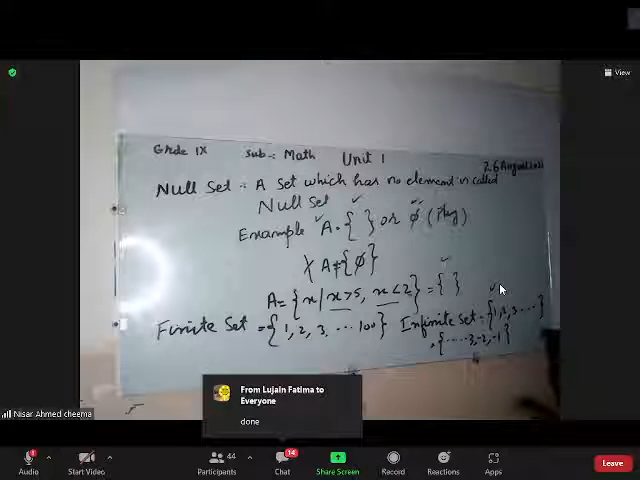 View
Grde IX Sub-: Math Unit 1 26 August
Null Set : A Set which has no element is called
Null Set
Example A = { } or ϕ (
X A≠{ϕ}
A = {x/x>5, x<2} = { }
Finite Set = {1, 2, 3, ... 100} Infinite Set = {1, 2, 3 ....}
= {.....-3, -2, -1}
From Lujain Fatima to
Everyone
done
Nisar Ahmed cheema
44
14
Audio Start Video Participants Chat Share Screen Record Reactions Apps Leave